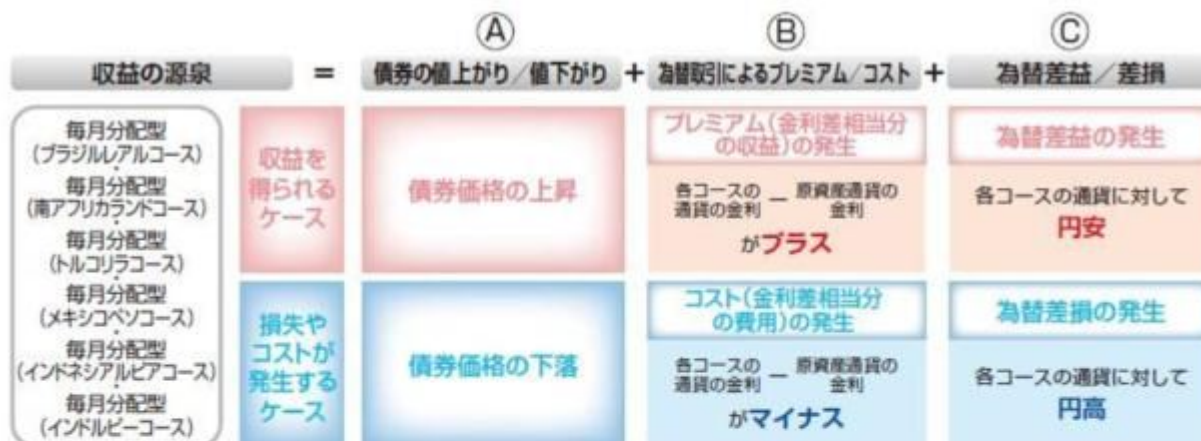 Ⓐ Ⓑ Ⓒ
収益の源泉 = 債券の値上がり/値下がり + 為替取引によるプレミアム/コスト + 為替差益/差損
毎月分配型
(ブラジルレアルコース)
・
毎月分配型
(南アフリカランドコース)
・
毎月分配型
(トルコリラコース)
・
毎月分配型
(メキシコペソコース)
・
毎月分配型
(インドネシアルピアコース)
・
毎月分配型
(インドルピーコース)
収益を
得られる
ケース
債券価格の上昇
プレミアム(金利差相当分
の収益)の発生
各コースの
通貨の金利
ー
原資産通貨の
金利
がプラス
為替差益の発生
各コースの通貨に対して
円安
損失や
コストが
発生する
ケース
債券価格の下落
コスト(金利差相当分
の費用)の発生
各コースの
通貨の金利
ー
原資産通貨の
金利
がマイナス
為替差損の発生
各コースの通貨に対して
円高